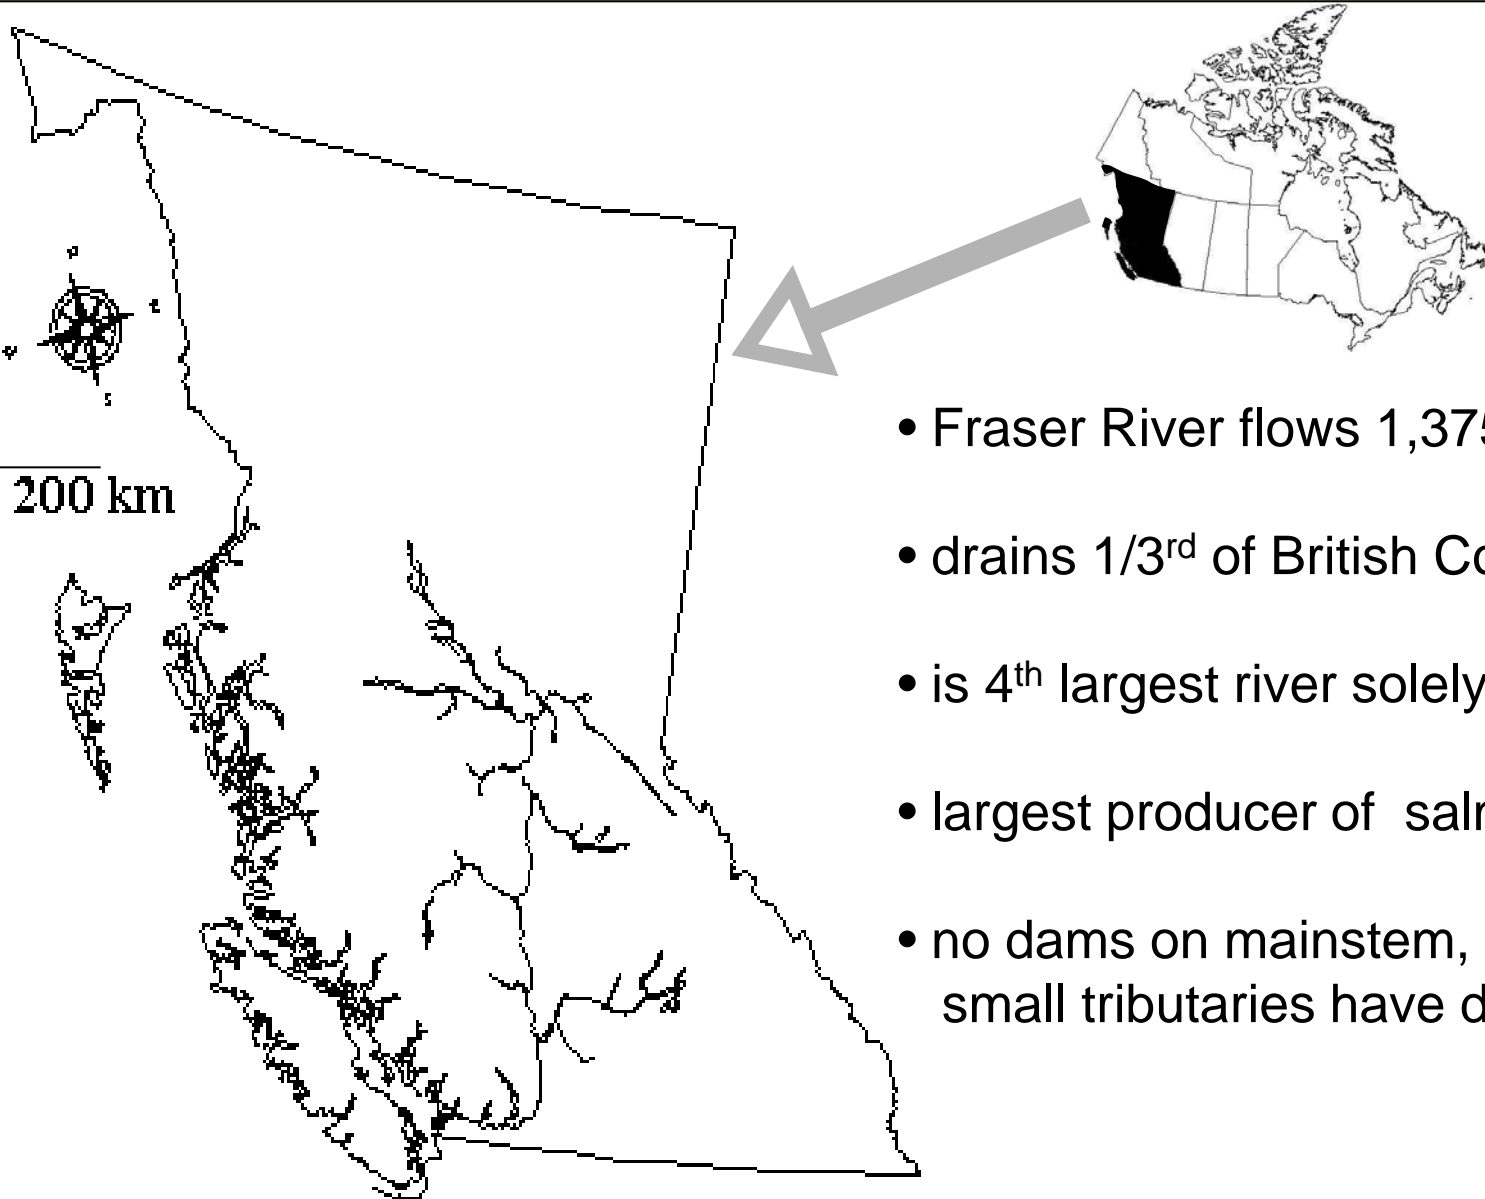 200 km
• Fraser River flows 1,375
• drains 1/3rd of British Co
• is 4th largest river solely
• largest producer of salr
• no dams on mainstem,
small tributaries have d